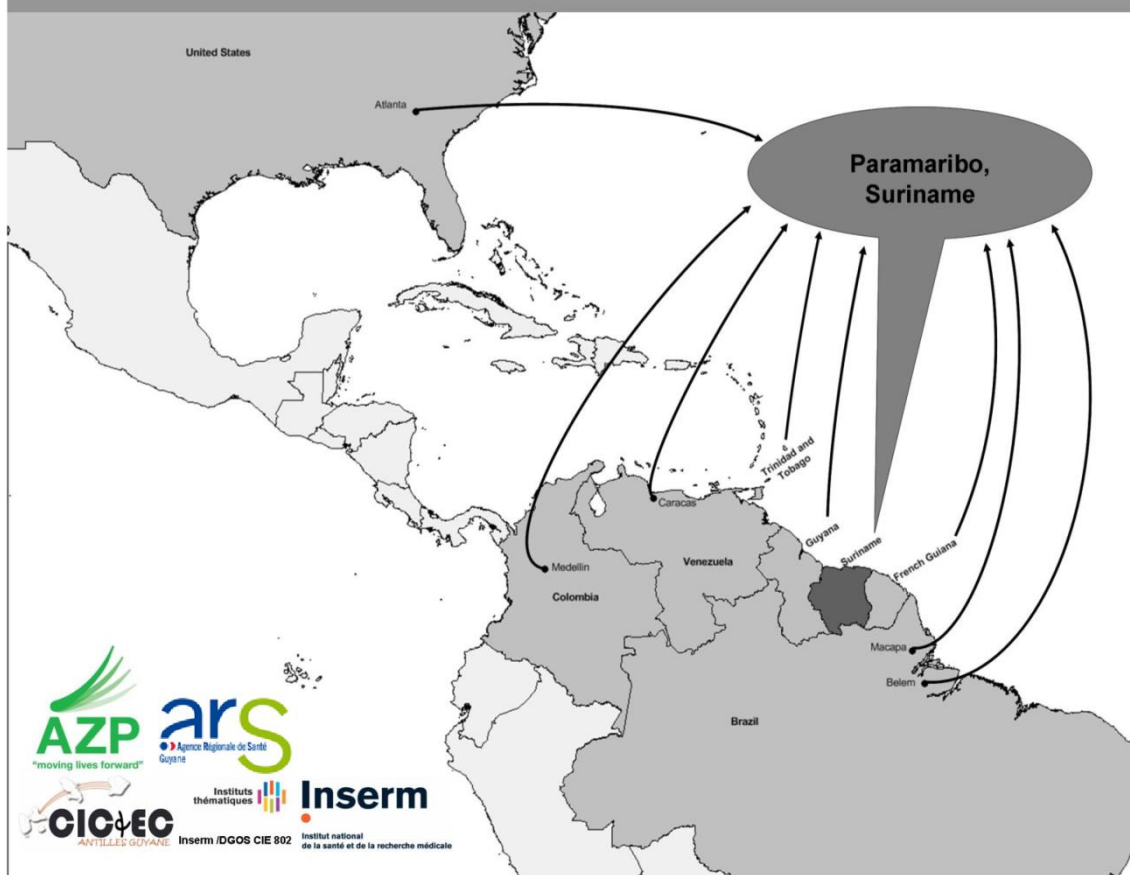 United States
Atlanta
Paramaribo,
Suriname
Trinidad and
Tobago
Caracas
Guyana
Suriname
French Guiana
Medellin
Venezuela
Colombia
Macapa
Belem
Brazil
AZP
"moving lives forward"
ars
Agence Régionale de Santé
Guyane
CIC&EC
ANTILLES GUYANE
Inserm /DGOS CIE 802
Instituts
thématiques
Inserm
Institut national
de la santé et de la recherche médicale